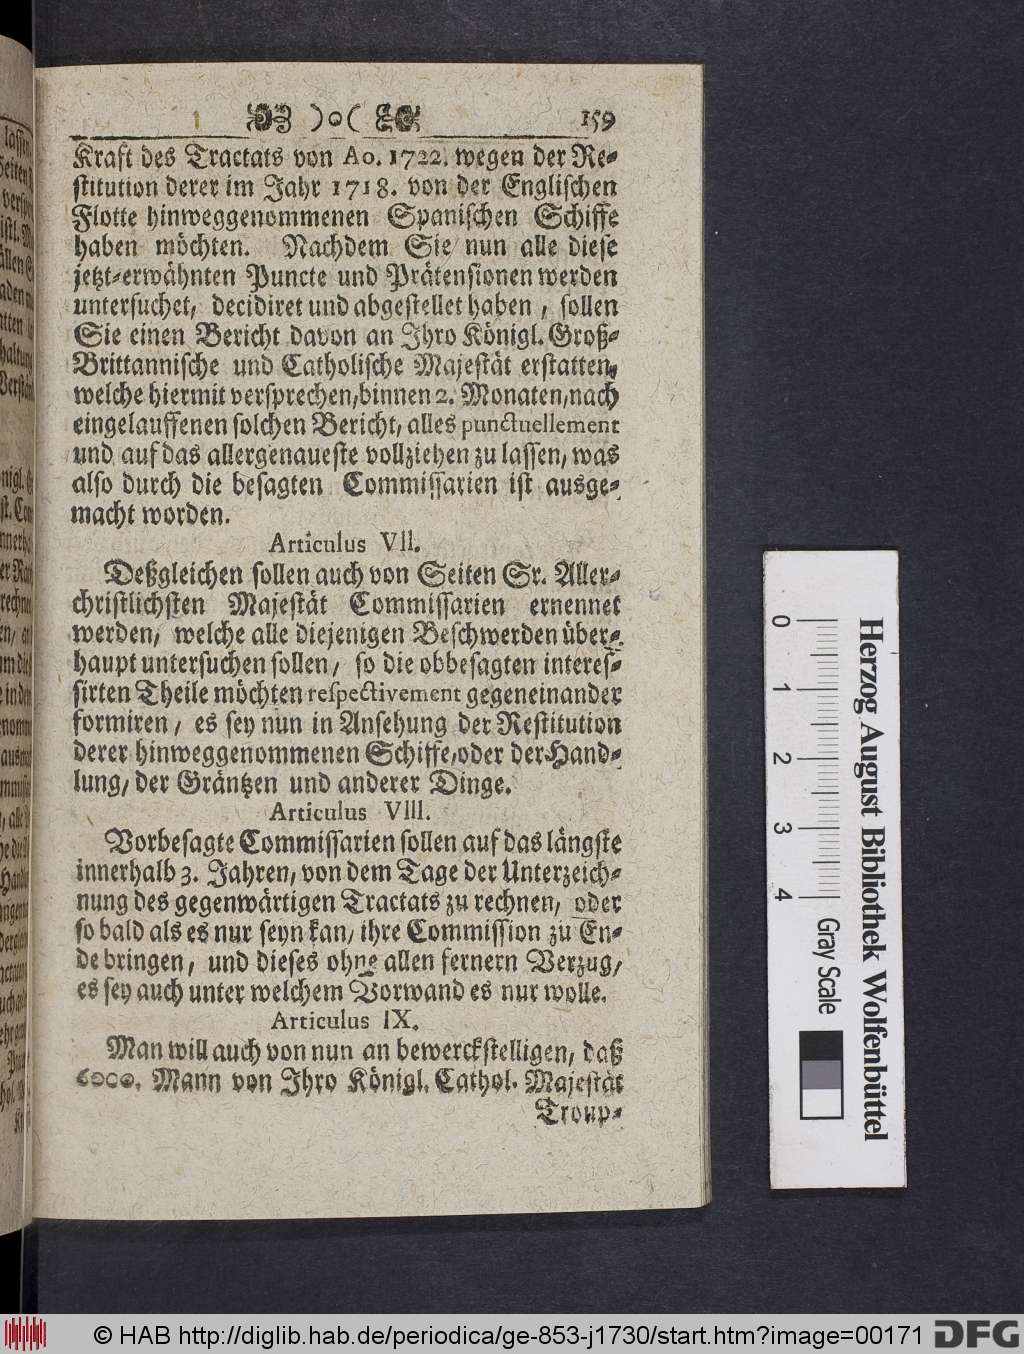 )o( 159
Kraft des Tractats von Ao. 1722. wegen der Re-
stitution derer im Jahr 1718. von der Englischen
Flotte hinweggenommenen Spanischen Schiffe
haben möchten. Nachdem Sie nun alle diese
jetzt-erwähnten Puncte und Prätensionen werden
untersuchet, decidiret und abgestellet haben, sollen
Sie einen Bericht davon an Ihro Königl. Groß-
Brittannische und Catholische Majestät erstatten,
welche hiermit versprechen, binnen 2. Monaten, nach
eingelauffenen solchen Bericht, alles punctuellement
und auf das allergenaueste vollziehen zu lassen, was
also durch die besagten Commissarien ist ausge-
macht worden.
Articulus VII.
Deßgleichen sollen auch von Seiten Sr. Aller-
christlichsten Majestät Commissarien ernennet
werden, welche alle diejenigen Beschwerden über-
haupt untersuchen sollen, so die obbesagten interes-
sirten Theile möchten respectivement gegeneinander
formiren, es sey nun in Ansehung der Restitution
derer hinweggenommenen Schiffe, oder der Hand-
lung, der Gräntzen und anderer Dinge.
Articulus VIII.
Vorbesagte Commissarien sollen auf das längste
innerhalb 3. Jahren, von dem Tage der Unterzeich-
nung des gegenwärtigen Tractats zu rechnen, oder
so bald als es nur seyn kan, ihre Commission zu En-
de bringen, und dieses ohne allen fernern Verzug,
es sey auch unter welchem Vorwand es nur wolle.
Articulus IX.
Man will auch von nun an bewerckstelligen, daß
6000. Mann von Ihro Königl. Cathol. Majestät
Troup-
Herzog August Bibliothek Wolfenbüttel
0 1 2 3 4 Gray Scale
© HAB http://diglib.hab.de/periodica/ge-853-j1730/start.htm?image=00171 DFG